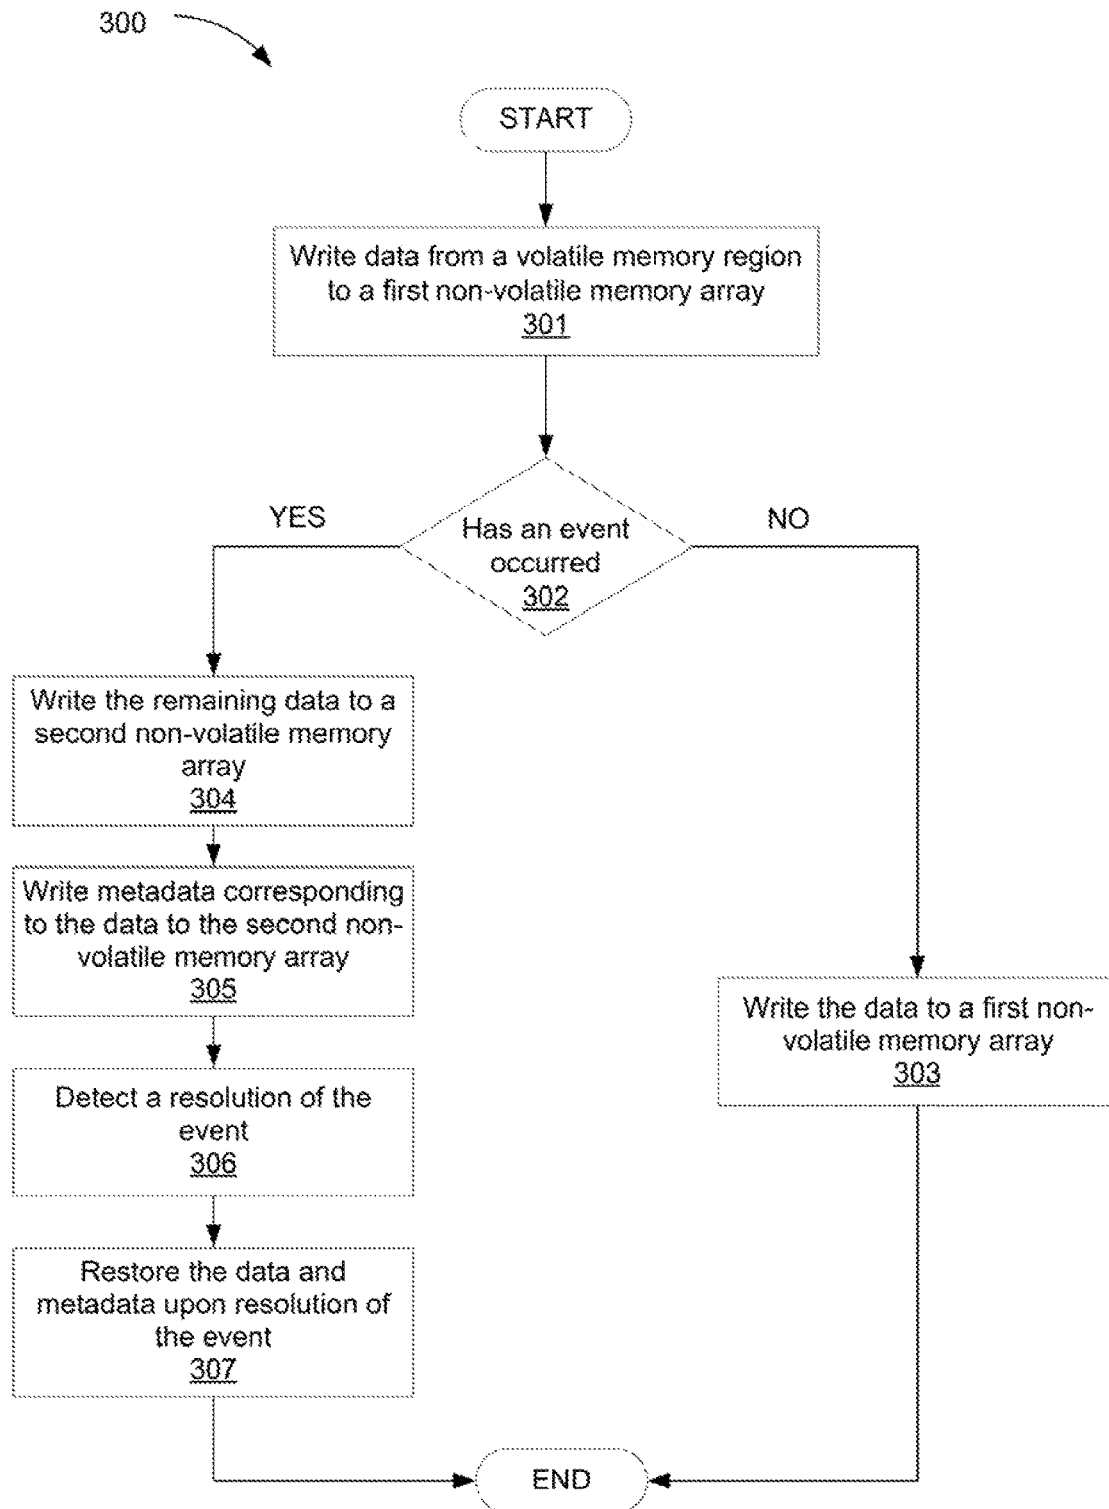 300
START
Write data from a volatile memory region
to a first non-volatile memory array
301
YES
NO
Has an event
occurred
302
Write the remaining data to a
second non-volatile memory
array
304
Write metadata corresponding
to the data to the second non-
volatile memory array
305
Write the data to a first non-
volatile memory array
303
Detect a resolution of the
event
306
Restore the data and
metadata upon resolution of
the event
307
END